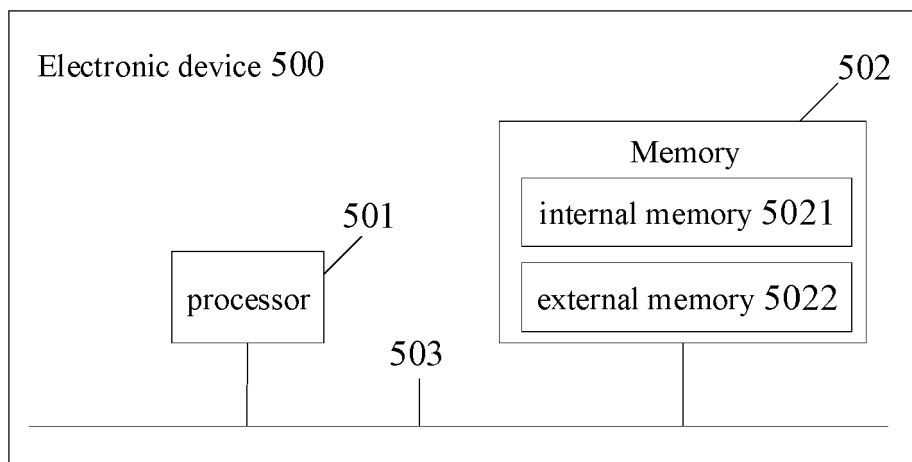 Electronic device 500
502
Memory
internal memory 5021
501
processor
external memory 5022
503